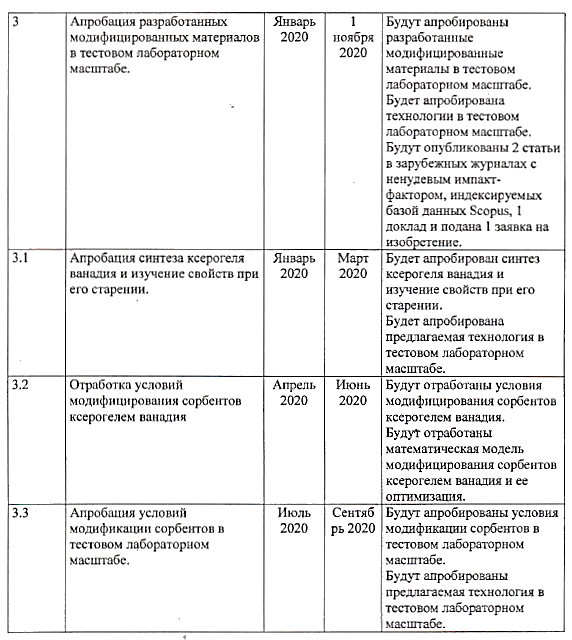 3
Апробация разработанных
модифицированных материалов
в тестовом лабораторном
масштабе.
Январь
2020
1
ноября
2020
Будут апробированы
разработанные
модифицированные
материалы в тестовом
лабораторном масштабе.
Будет апробирована
технологии в тестовом
лабораторном масштабе.
Будут опубликованы 2 статьи
в зарубежных журналах с
ненудевым импакт-
фактором, индексируемых
базой данных Scopus, 1
доклад и подана 1 заявка на
изобретение.
3.1
Апробация синтеза ксерогеля
ванадия и изучение свойств при
его старении.
Январь
2020
Март
2020
Будет апробирован синтез
ксерогеля ванадия и
изучение свойств при его
старении.
Будет апробирована
предлагаемая технология в
тестовом лабораторном
масштабе.
3.2
Отработка условий
модифицирования сорбентов
ксерогелем ванадия
Апрель
2020
Июнь
2020
Будут отработаны условия
модифицирования сорбентов
ксерогелем ванадия.
Будут отработаны
математическая модель
модифицирования сорбентов
ксерогелем ванадия и ее
оптимизация.
3.3
Апробация условий
модификации сорбентов в
тестовом лабораторном
масштабе.
Июль
2020
Сентяб
рь 2020
Будут апробированы условия
модификации сорбентов в
тестовом лабораторном
масштабе.
Будут апробированы
предлагаемая технология в
тестовом лабораторном
масштабе.